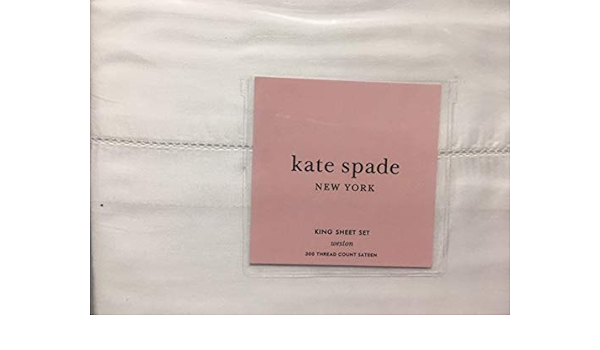 kate spade
NEW YORK
KING SHEET SET
weston
300 THREAD COUNT SATEEN